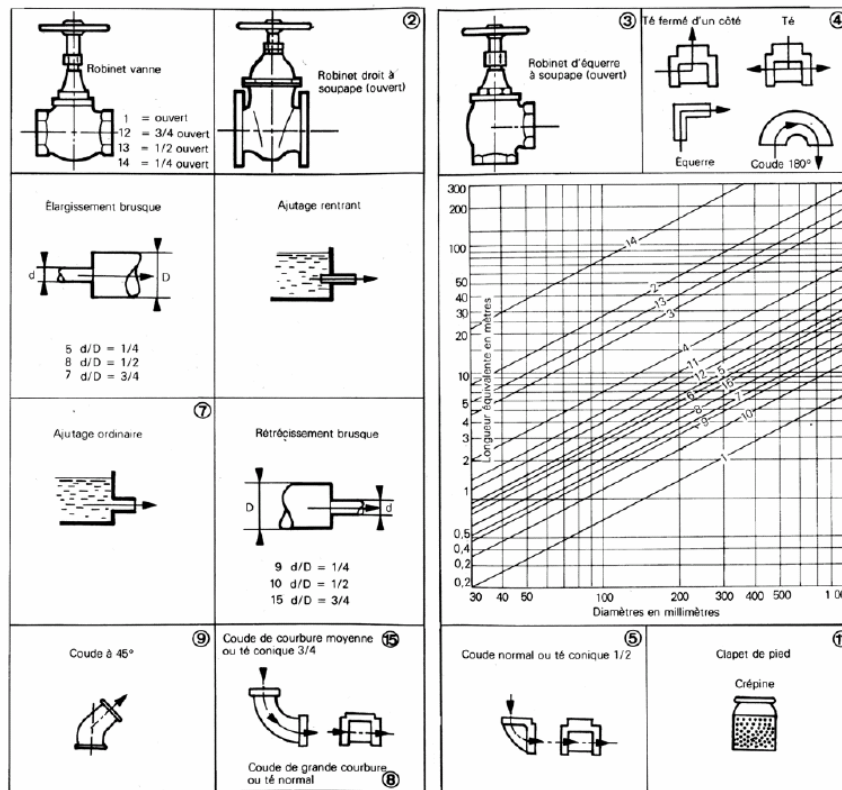 ②
Robinet vanne
1 = ouvert
12 = 3/4 ouvert
13 = 1/2 ouvert
14 = 1/4 ouvert
Robinet droit à
soupape (ouvert)
③
Robinet d'équerre
à soupape (ouvert)
Té fermé d'un côté
Té
④
Équerre
Coude 180°
Élargissement brusque
d
D
5 d/D = 1/4
8 d/D = 1/2
7 d/D = 3/4
Ajutage rentrant
⑦
Ajutage ordinaire
Rétrécissement brusque
D
d
9 d/D = 1/4
10 d/D = 1/2
15 d/D = 3/4
300
200
100
50
40
30
20
10
5
4
3
2
1
0,5
0,4
0,3
0,2
0,2
Longueur équivalente en mètres
14
2
13
3
4
11
12
5
6
15
8
7
9
10
1
30 40 50 100 200 300 500 1 00
Diamètres en millimètres
⑨
Coude à 45°
Coude de courbure moyenne
ou té conique 3/4
⑮
Coude de grande courbure
ou té normal
⑧
⑤
Coude normal ou té conique 1/2
Clapet de pied
Crépine